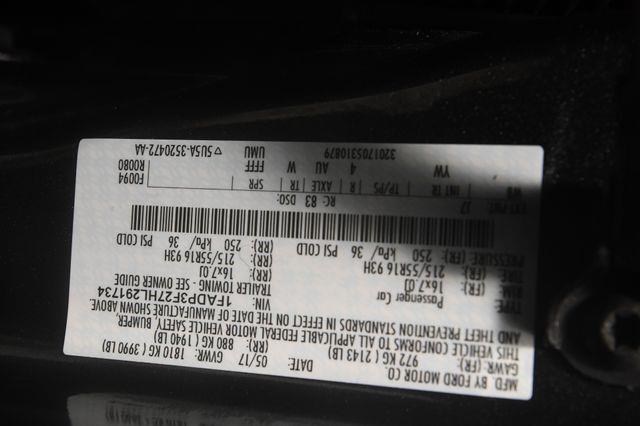 MFD. BY FORD MOTOR CO.
DATE: 05/17 GVWR: 1810 KG (3990 LB)
GAWR: (FR): 972 KG (2143 LB) (RR): 880 KG (1940 LB)
THIS VEHICLE CONFORMS TO ALL APPLICABLE FEDERAL MOTOR VEHICLE SAFETY, BUMPER,
AND THEFT PREVENTION STANDARDS IN EFFECT ON THE DATE OF MANUFACTURE SHOWN ABOVE.
VIN: 1FADP3F27HL291734
Passenger Car TRAILER TOWING - SEE OWNER GUIDE
RIM: 16x7.0J 16x7.0J
TIRE: (FR): 215/55R16 93H (RR): 215/55R16 93H
PRESSURE: (FR): 250 kPa/ 36 PSI COLD (RR): 250 kPa/ 36 PSI COLD
EXT PNT: RC: 83 DSO:
WB INT TR TP/PS R AXLE TR SPR F0094
YW 4 AU W FFFF R0080
3201705310879 UMU ▽5U5A-3520472-AA